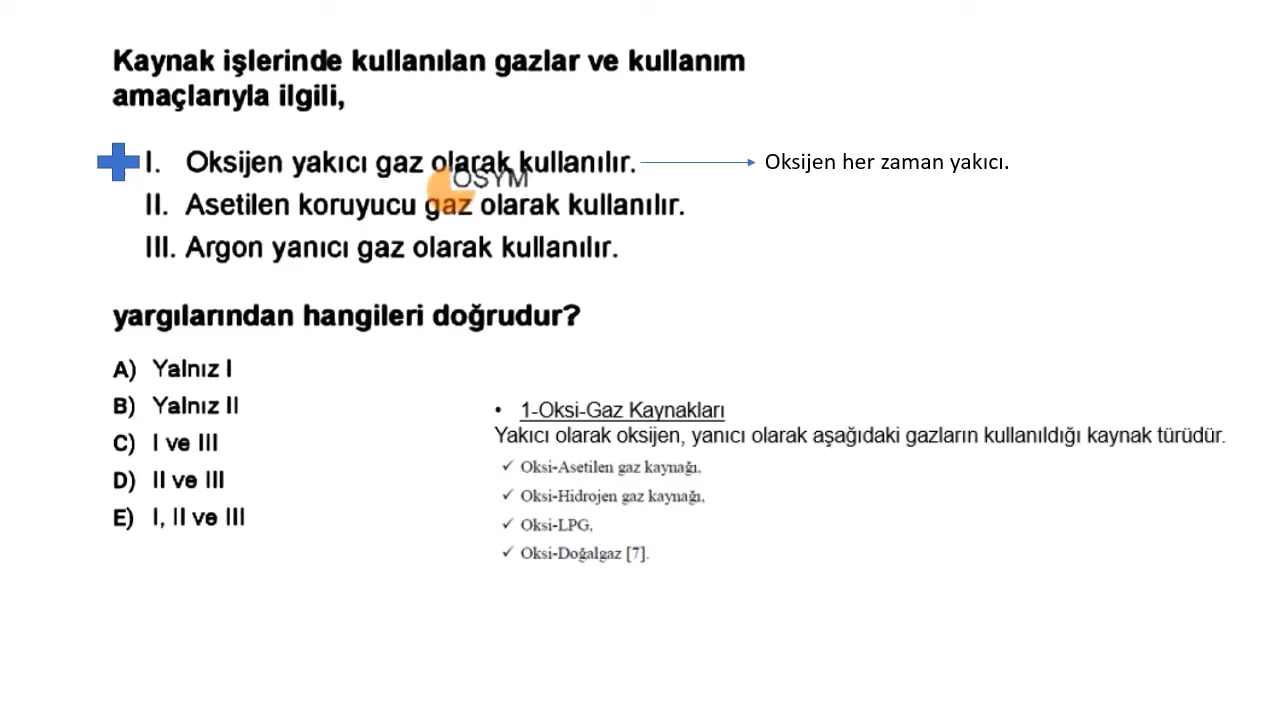 Kaynak işlerinde kullanılan gazlar ve kullanım
amaçlarıyla ilgili,
I. Oksijen yakıcı gaz olarak kullanılır.
Oksijen her zaman yakıcı.
ÖSYM
II. Asetilen koruyucu gaz olarak kullanılır.
III. Argon yanıcı gaz olarak kullanılır.
yargılarından hangileri doğrudur?
A) Yalnız I
B) Yalnız II
C) I ve III
D) II ve III
E) I, II ve III
• 1-Oksi-Gaz Kaynakları
Yakıcı olarak oksijen, yanıcı olarak aşağıdaki gazların kullanıldığı kaynak türüdür.
✓ Oksi-Asetilen gaz kaynağı,
✓ Oksi-Hidrojen gaz kaynağı,
✓ Oksi-LPG,
✓ Oksi-Doğalgaz [7].